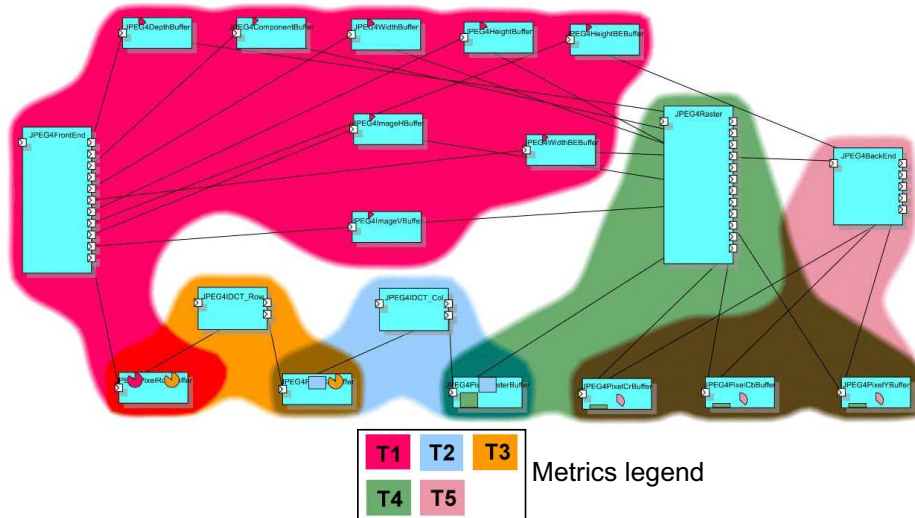 JPEG4DepthBuffer
JPEG4ComponentBuffer
JPEG4WidthBuffer
JPEG4HeightBuffer
JPEG4HeightBEBuffer
JPEG4FrontEnd
JPEG4ImageHBuffer
JPEG4Raster
JPEG4WidthBEBuffer
JPEG4BackEnd
JPEG4ImageVBuffer
JPEG4IDCT_Row
JPEG4IDCT_Col
JPEG4PixelCrBuffer
JPEG4PixelCbBuffer
JPEG4PixelYBuffer
T1 T2 T3
T4 T5
Metrics legend